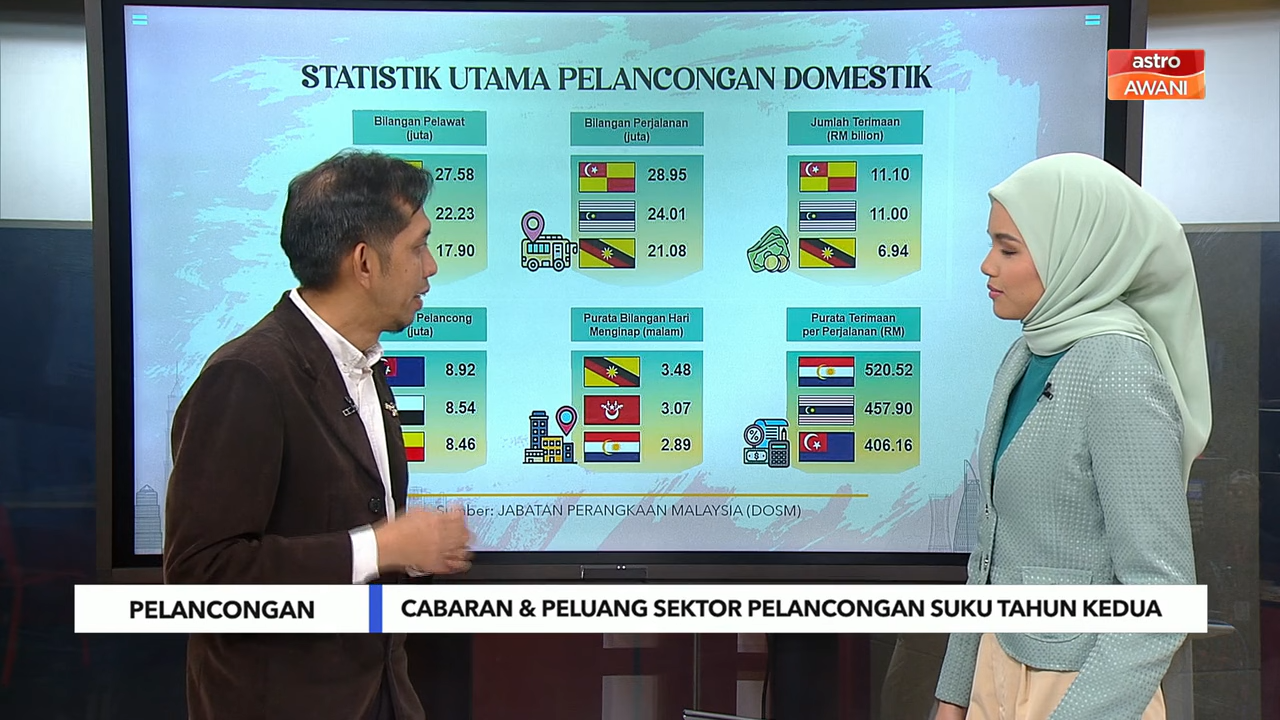 astro
AWANI
STATISTIK UTAMA PELANCONGAN DOMESTIK
Bilangan Pelawat
(juta)
27.58
22.23
17.90
Bilangan Perjalanan
(juta)
28.95
24.01
21.08
Jumlah Terimaan
(RM bilion)
11.10
11.00
6.94
Pelancong
(juta)
8.92
8.54
8.46
Purata Bilangan Hari
Menginap (malam)
3.48
3.07
2.89
Purata Terimaan
per Perjalanan (RM)
520.52
457.90
406.16
Sumber: JABATAN PERANGKAAN MALAYSIA (DOSM)
PELANCONGAN
CABARAN & PELUANG SEKTOR PELANCONGAN SUKU TAHUN KEDUA